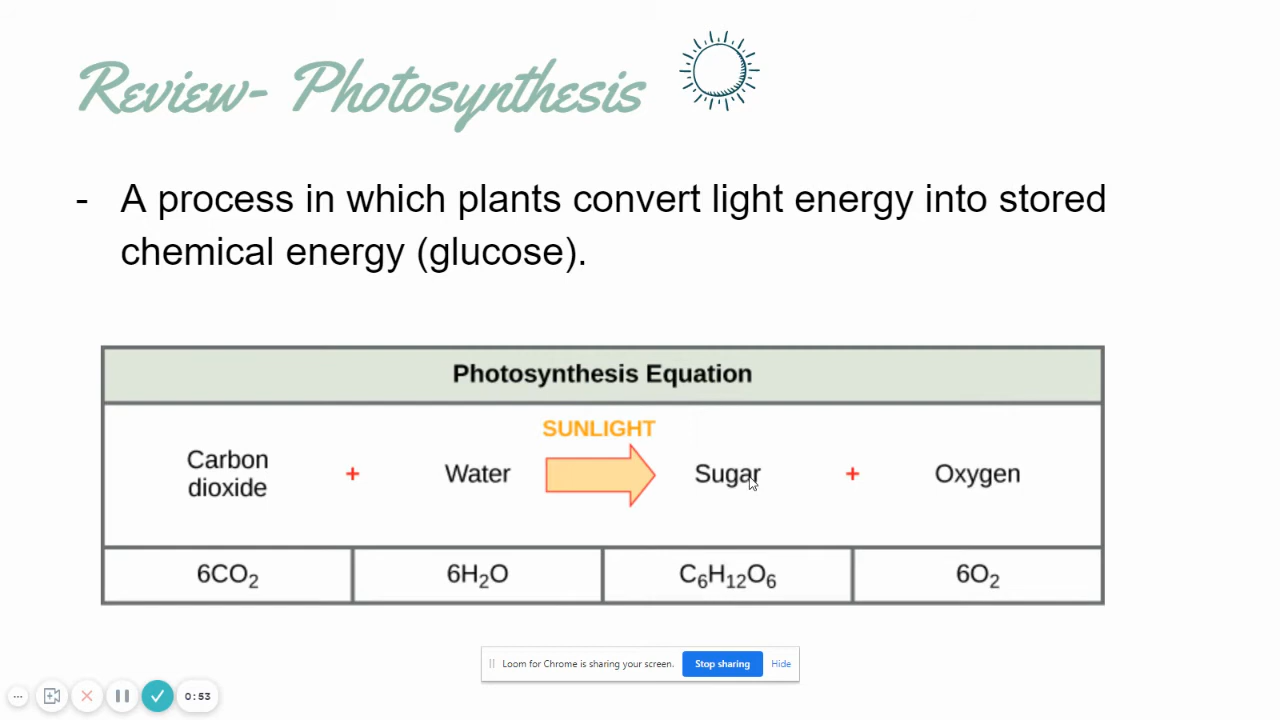 Review- Photosynthesis
- A process in which plants convert light energy into stored
chemical energy (glucose).
Photosynthesis Equation
SUNLIGHT
Carbon
dioxide + Water Sugar + Oxygen
6CO₂ 6H₂O C₆H₁₂O₆ 6O₂
Loom for Chrome is sharing your screen. Stop sharing Hide
0:53